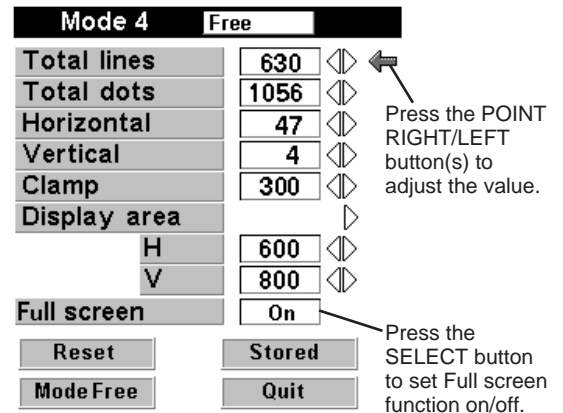 Mode 4 Free
Total lines 630
Total dots 1056
Horizontal 47
Vertical 4
Clamp 300
Display area
H 600
V 800
Full screen On
Reset Stored
Mode Free Quit
Press the POINT
RIGHT/LEFT
button(s) to
adjust the value.
Press the
SELECT button
to set Full screen
function on/off.